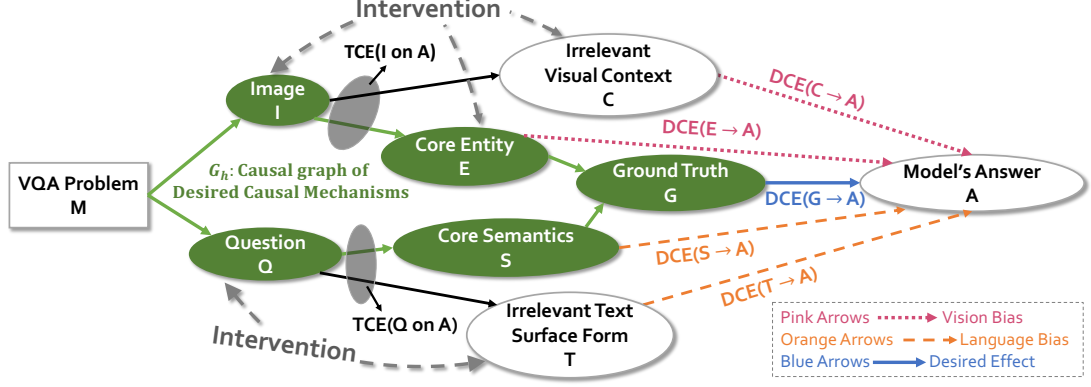 Intervention
TCE(I on A)
Irrelevant
Visual Context
C
Image
I
DCE(C → A)
DCE(E → A)
Core Entity
E
VQA Problem
M
G_h: Causal graph of
Desired Causal Mechanisms
Ground Truth
G
DCE(G → A)
Model's Answer
A
Question
Q
Core Semantics
S
DCE(S → A)
DCE(T → A)
TCE(Q on A)
Irrelevant Text
Surface Form
T
Intervention
Pink Arrows Vision Bias
Orange Arrows Language Bias
Blue Arrows Desired Effect